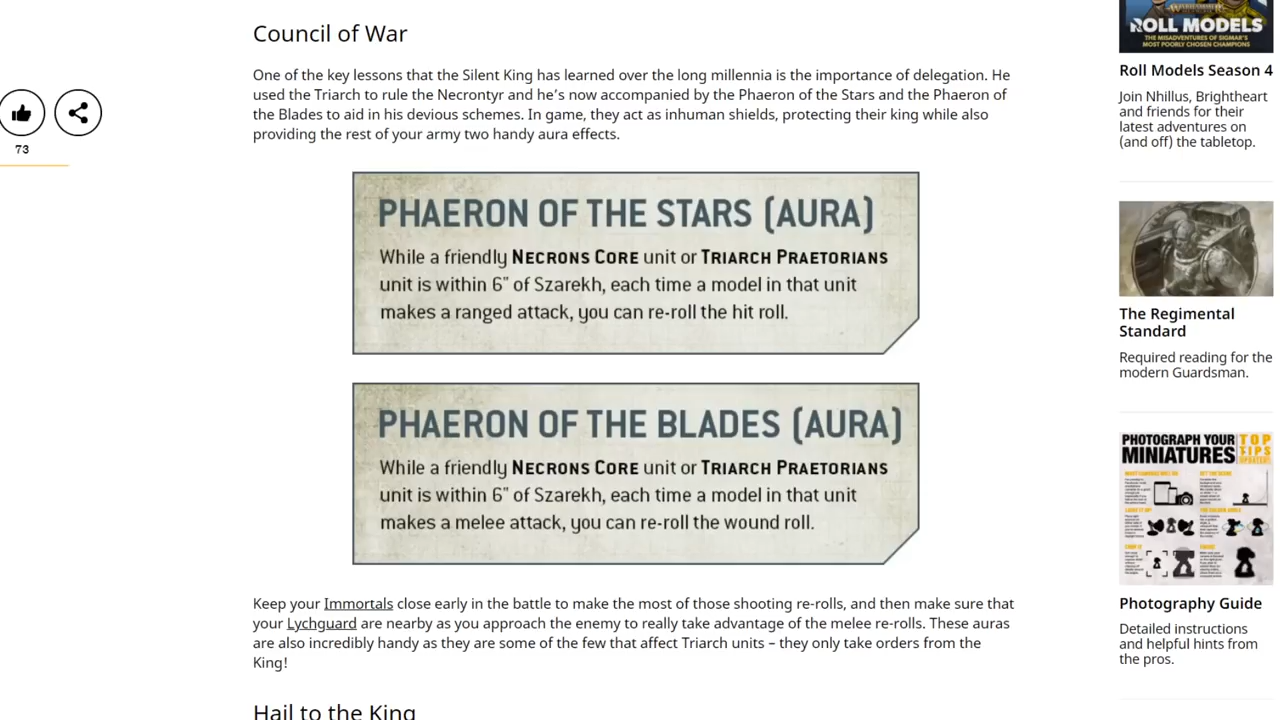 Council of War
One of the key lessons that the Silent King has learned over the long millennia is the importance of delegation. He
used the Triarch to rule the Necrontyr and he's now accompanied by the Phaeron of the Stars and the Phaeron of
the Blades to aid in his devious schemes. In game, they act as inhuman shields, protecting their king while also
providing the rest of your army two handy aura effects.
73
PHAERON OF THE STARS (AURA)
While a friendly NECRONS CORE unit or TRIARCH PRAETORIANS
unit is within 6" of Szarekh, each time a model in that unit
makes a ranged attack, you can re-roll the hit roll.
PHAERON OF THE BLADES (AURA)
While a friendly NECRONS CORE unit or TRIARCH PRAETORIANS
unit is within 6" of Szarekh, each time a model in that unit
makes a melee attack, you can re-roll the wound roll.
Keep your Immortals close early in the battle to make the most of those shooting re-rolls, and then make sure that
your Lychguard are nearby as you approach the enemy to really take advantage of the melee re-rolls. These auras
are also incredibly handy as they are some of the few that affect Triarch units – they only take orders from the
King!
Hail to the King
ROLL MODELS
THE MISADVENTURES OF SIGMAR'S
MOST POORLY CHOSEN CHAMPIONS
Roll Models Season 4
Join Nhillus, Brightheart
and friends for their
latest adventures on
(and off) the tabletop.
The Regimental
Standard
Required reading for the
modern Guardsman.
PHOTOGRAPH YOUR
MINIATURES
TOP
TIPS
Photography Guide
Detailed instructions
and helpful hints from
the pros.